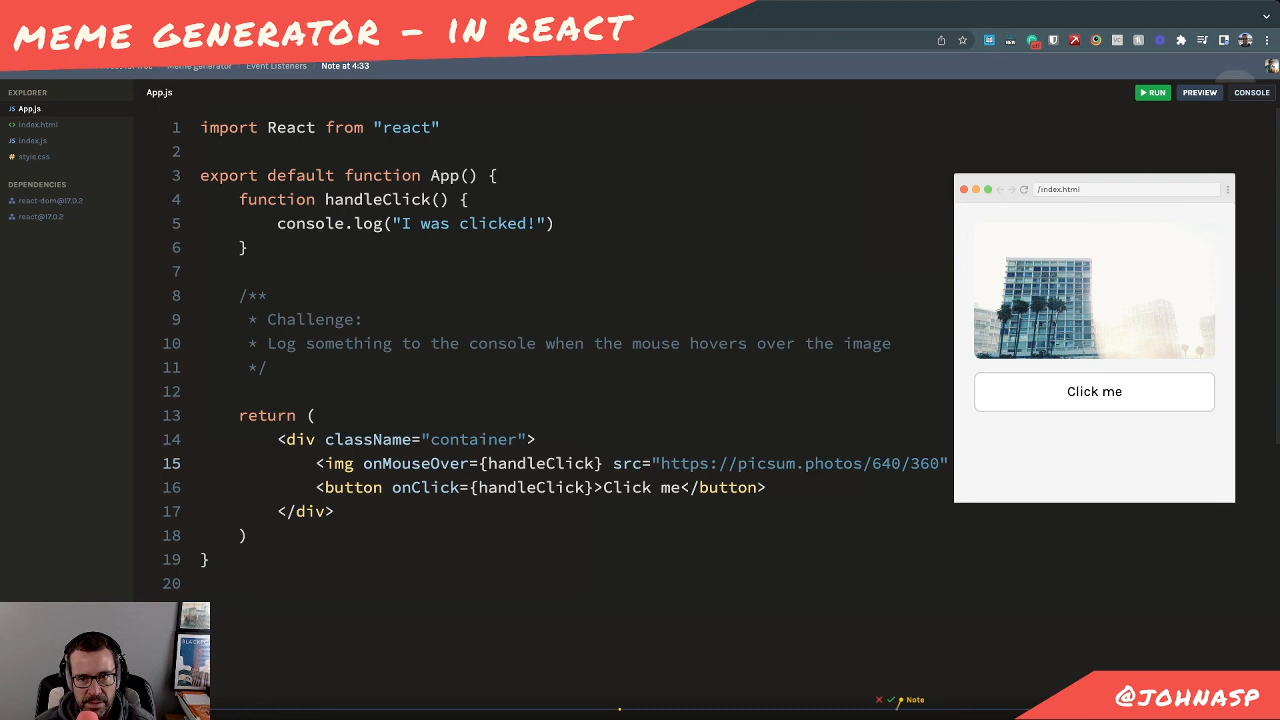 MEME GENERATOR - IN REACT
Meme generator
Event Listeners
Note at 4:33
EXPLORER
App.js
index.html
index.js
style.css
DEPENDENCIES
react-dom@17.0.2
react@17.0.2
App.js
RUN
PREVIEW
CONSOLE
1 import React from "react"
2
3 export default function App() {
4 function handleClick() {
5 console.log("I was clicked!")
6 }
7
8 /**
9 * Challenge:
10 * Log something to the console when the mouse hovers over the image
11 */
12
13 return (
14 <div className="container">
15 <img onMouseOver={handleClick} src="https://picsum.photos/640/360"
16 <button onClick={handleClick}>Click me</button>
17 </div>
18 )
19 }
20
/index.html
Click me
Note
@JOHNASP